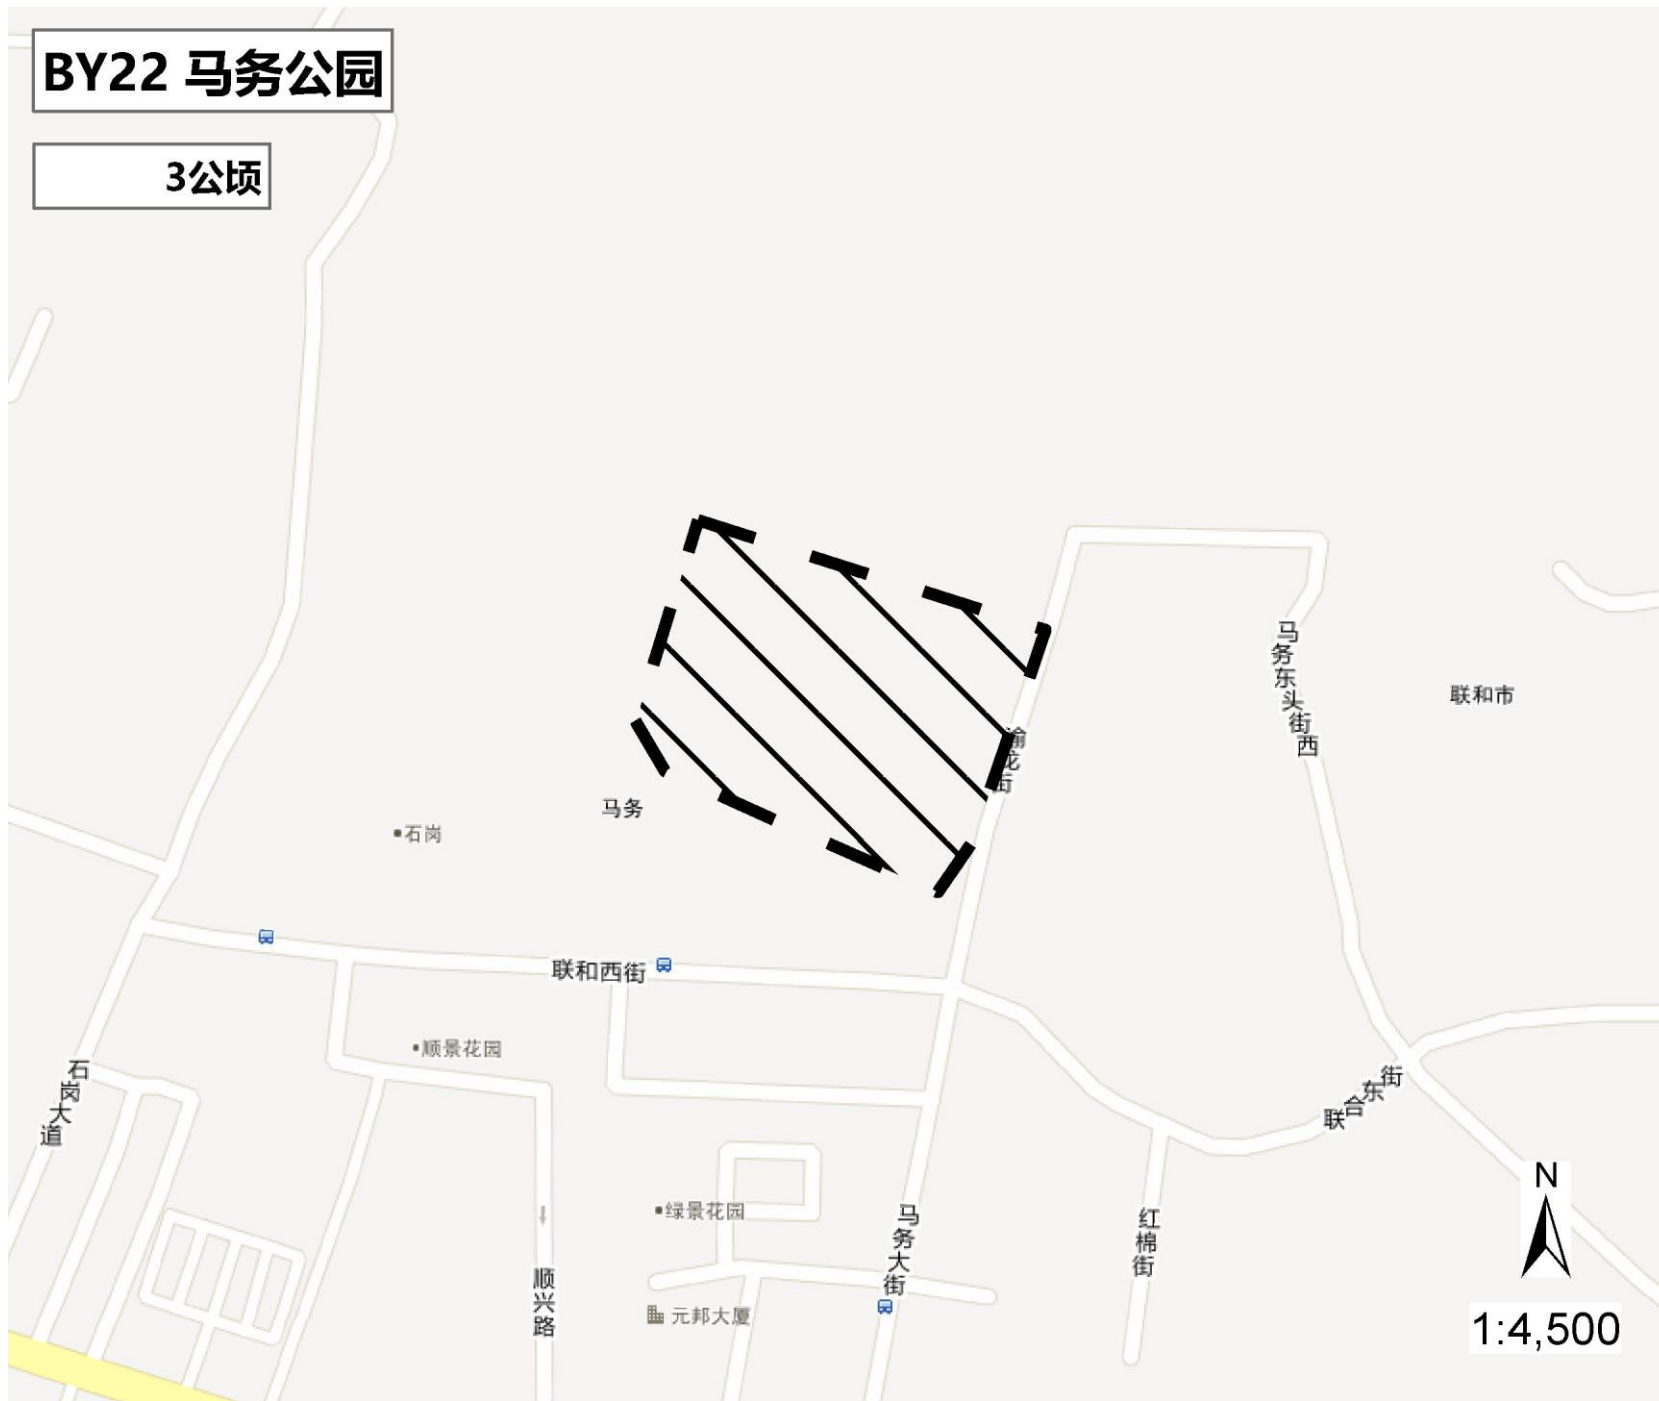 BY22 马务公园
3公顷
马务东头街西
联和市
渝龙街
马务
石岗
联和西街
顺景花园
石岗大道
联合东街
N
绿景花园
马务大街
红棉街
顺兴路
元邦大厦
1:4,500